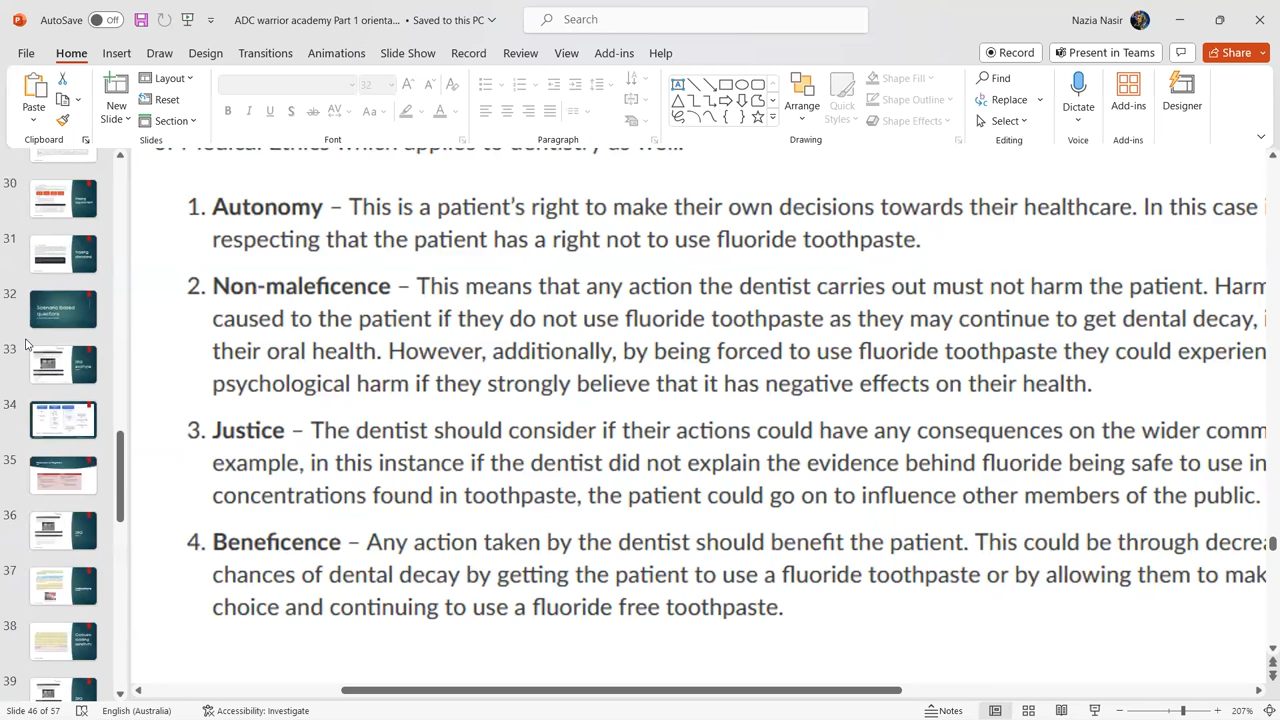 AutoSave Off ADC warrior academy Part 1 orienta... • Saved to this PC Search Nazia Nasir
File Home Insert Draw Design Transitions Animations Slide Show Record Review View Add-ins Help Record Present in Teams Share
Paste New Slide Layout Reset Section 32 Arrange Quick Styles Shape Fill Shape Outline Shape Effects Find Replace Select Dictate Add-ins Designer
Clipboard Slides Font Paragraph Drawing Editing Voice Add-ins
Medical Ethics which applies to dentistry as well.
1. Autonomy – This is a patient's right to make their own decisions towards their healthcare. In this case
respecting that the patient has a right not to use fluoride toothpaste.
2. Non-maleficence – This means that any action the dentist carries out must not harm the patient. Harm
caused to the patient if they do not use fluoride toothpaste as they may continue to get dental decay,
their oral health. However, additionally, by being forced to use fluoride toothpaste they could experien
psychological harm if they strongly believe that it has negative effects on their health.
3. Justice – The dentist should consider if their actions could have any consequences on the wider comm
example, in this instance if the dentist did not explain the evidence behind fluoride being safe to use in
concentrations found in toothpaste, the patient could go on to influence other members of the public.
4. Beneficence – Any action taken by the dentist should benefit the patient. This could be through decrea
chances of dental decay by getting the patient to use a fluoride toothpaste or by allowing them to mak
choice and continuing to use a fluoride free toothpaste.
30
31
32
Scenario based questions
33
34
35
36
37
38
39
Slide 46 of 57 English (Australia) Accessibility: Investigate Notes 207%